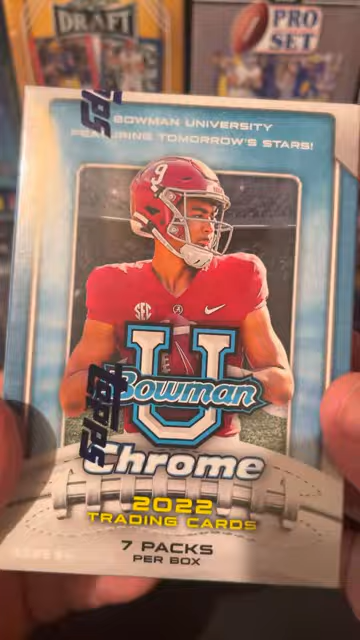 DRAFT
PRO
SET
BOWMAN UNIVERSITY
FEATURING TOMORROW'S STARS!
9
SEC
A
U
Bowman
Chrome
2022
TRADING CARDS
7 PACKS
PER BOX